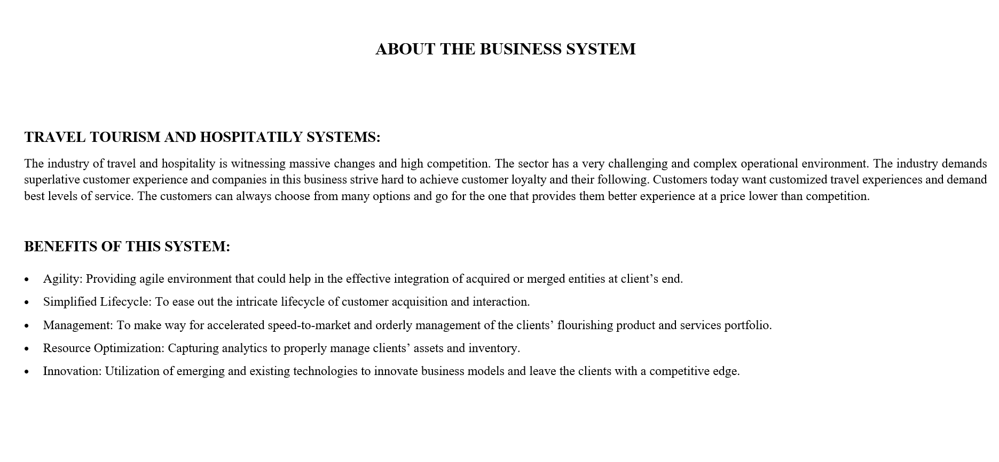 ABOUT THE BUSINESS SYSTEM
TRAVEL TOURISM AND HOSPITATILY SYSTEMS:
The industry of travel and hospitality is witnessing massive changes and high competition. The sector has a very challenging and complex operational environment. The industry demands
superlative customer experience and companies in this business strive hard to achieve customer loyalty and their following. Customers today want customized travel experiences and demand
best levels of service. The customers can always choose from many options and go for the one that provides them better experience at a price lower than competition.
BENEFITS OF THIS SYSTEM:
• Agility: Providing agile environment that could help in the effective integration of acquired or merged entities at client’s end.
• Simplified Lifecycle: To ease out the intricate lifecycle of customer acquisition and interaction.
• Management: To make way for accelerated speed-to-market and orderly management of the clients’ flourishing product and services portfolio.
• Resource Optimization: Capturing analytics to properly manage clients’ assets and inventory.
• Innovation: Utilization of emerging and existing technologies to innovate business models and leave the clients with a competitive edge.